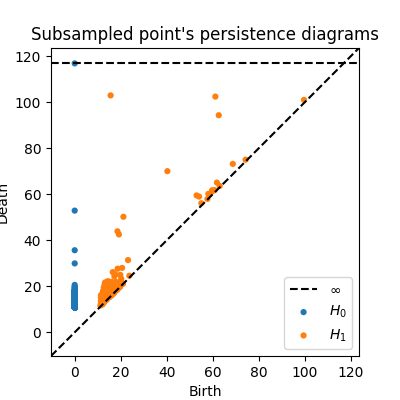 Subsampled point's persistence diagrams
120
100
80
60
40
20
0
Death
0 20 40 60 80 100 120
Birth
∞
H₀
H₁